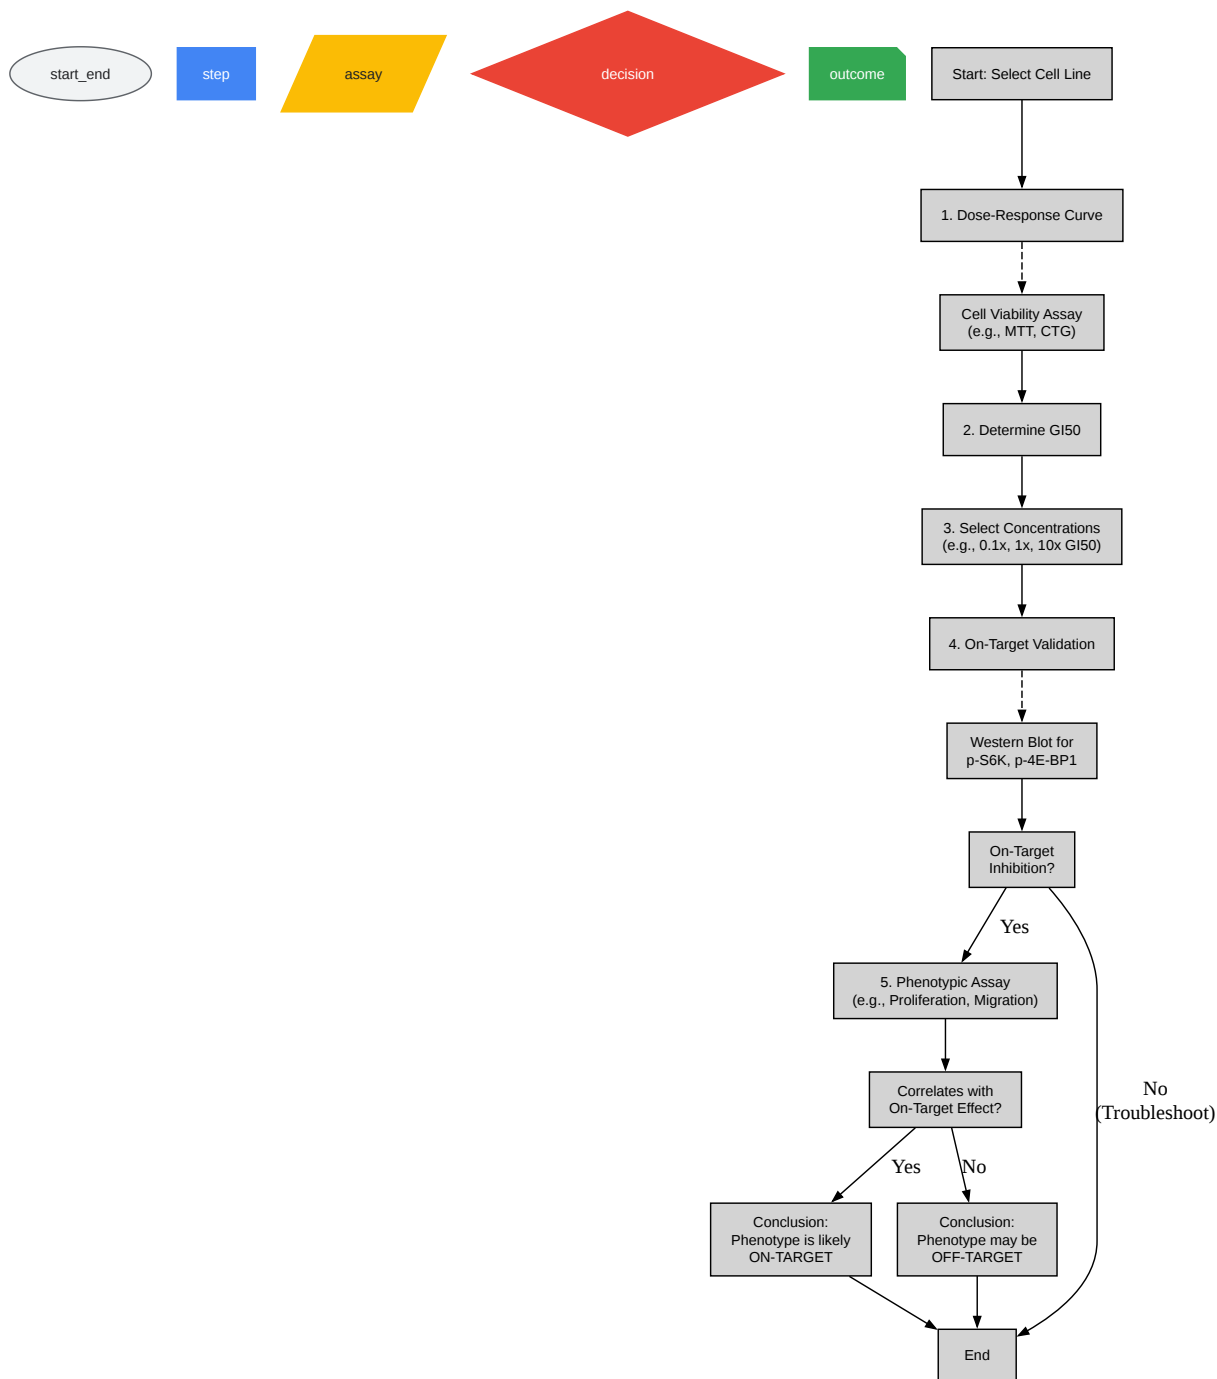 start_end
step
assay
decision
outcome
Start: Select Cell Line
1. Dose-Response Curve
Cell Viability Assay
(e.g., MTT, CTG)
2. Determine GI50
3. Select Concentrations
(e.g., 0.1x, 1x, 10x GI50)
4. On-Target Validation
Western Blot for
p-S6K, p-4E-BP1
On-Target
Inhibition?
Yes
5. Phenotypic Assay
(e.g., Proliferation, Migration)
No
(Troubleshoot)
Correlates with
On-Target Effect?
Yes
No
Conclusion:
Phenotype is likely
ON-TARGET
Conclusion:
Phenotype may be
OFF-TARGET
End